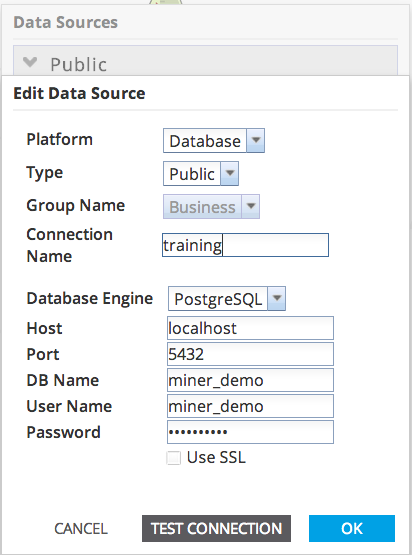 Data Sources
Public
Edit Data Source
Platform Database
Type Public
Group Name Business
Connection
Name
training
Database Engine PostgreSQL
Host localhost
Port 5432
DB Name miner_demo
User Name miner_demo
Password ••••••••••
Use SSL
CANCEL TEST CONNECTION OK